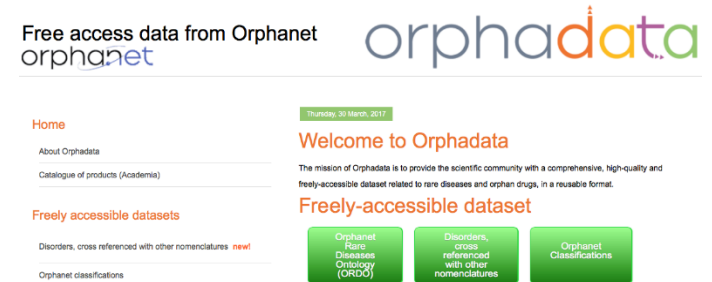 Free access data from Orphanet
orphanet
orphadata
Home
About Orphadata
Catalogue of products (Academia)
Freely accessible datasets
Disorders, cross referenced with other nomenclatures new!
Orphanet classifications
Thursday, 30 March, 2017
Welcome to Orphadata
The mission of Orphadata is to provide the scientific community with a comprehensive, high-quality and
freely-accessible dataset related to rare diseases and orphan drugs, in a reusable format.
Freely-accessible dataset
Orphanet
Rare
Diseases
Ontology
(ORDO)
Disorders,
cross
referenced
with other
nomenclatures
Orphanet
Classifications